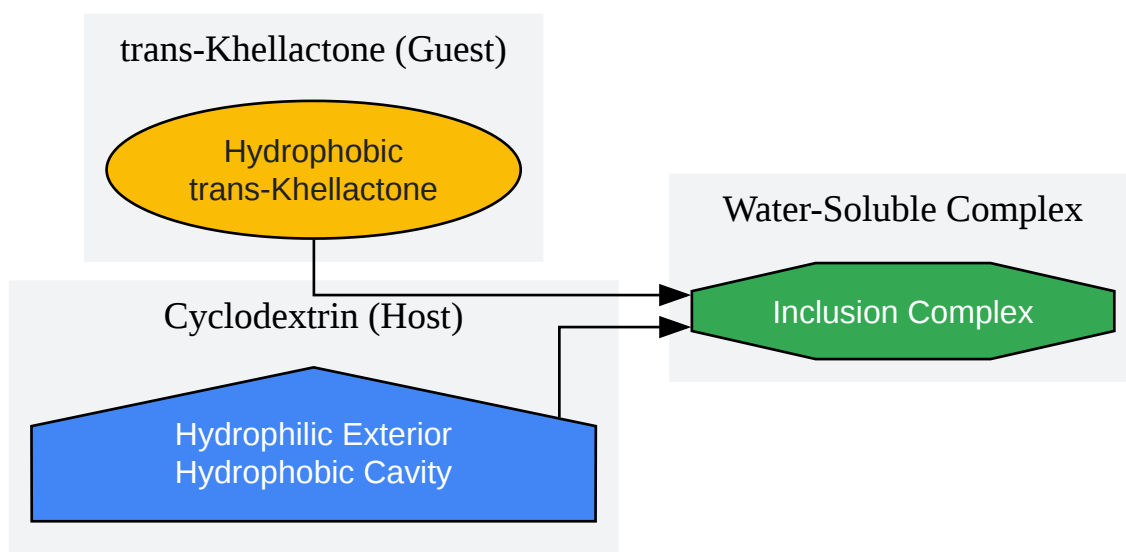 trans-Khellactone (Guest)
Hydrophobic
trans-Khellactone
Cyclodextrin (Host)
Hydrophilic Exterior
Hydrophobic Cavity
Water-Soluble Complex
Inclusion Complex